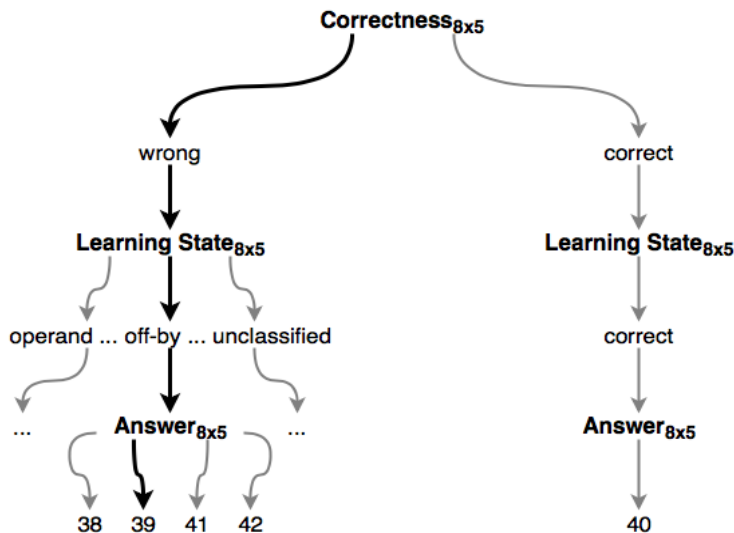 Correctness8x5
wrong correct
Learning State8x5 Learning State8x5
operand ... off-by ... unclassified correct
... Answer8x5 ... Answer8x5
38 39 41 42 40